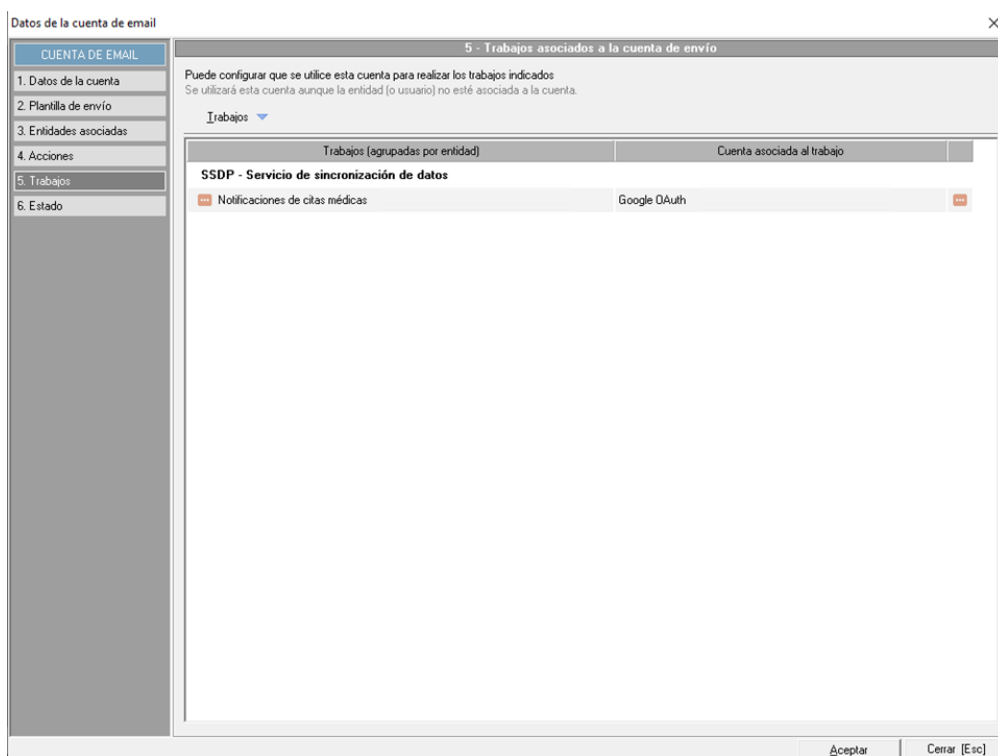 Datos de la cuenta de email
CUENTA DE EMAIL
1. Datos de la cuenta
2. Plantilla de envío
3. Entidades asociadas
4. Acciones
5. Trabajos
6. Estado
5 - Trabajos asociados a la cuenta de envío
Puede configurar que se utilice esta cuenta para realizar los trabajos indicados
Se utilizará esta cuenta aunque la entidad (o usuario) no esté asociada a la cuenta.
Trabajos
Trabajos (agrupadas por entidad) Cuenta asociada al trabajo
SSDP - Servicio de sincronización de datos
Notificaciones de citas médicas Google OAuth
Aceptar Cerrar [Esc]